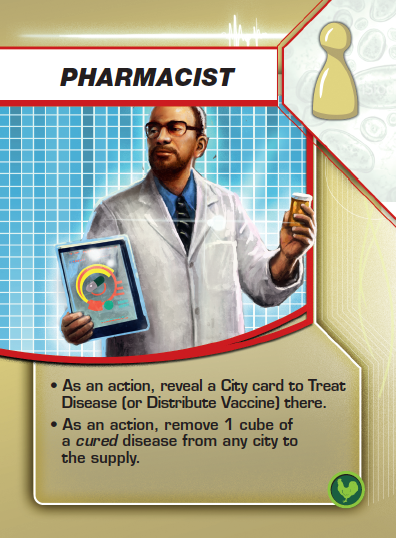 PHARMACIST
• As an action, reveal a City card to Treat
Disease (or Distribute Vaccine) there.
• As an action, remove 1 cube of
a cured disease from any city to
the supply.